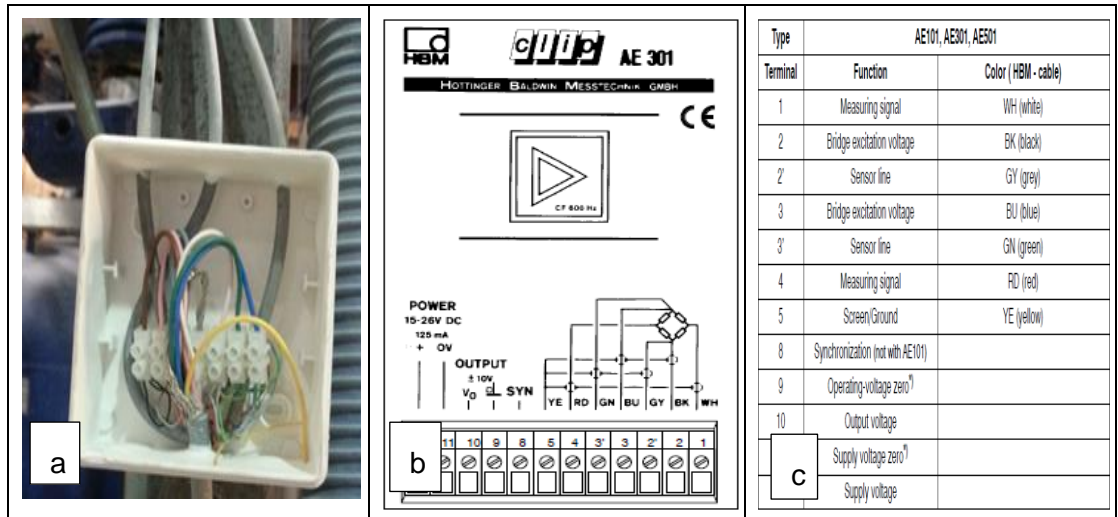 a
HBM
clip AE 301
HOTTINGER BALDWIN MESSTECHNIK GMBH
CE
CF 600 Hz
POWER
15-26V DC
125 mA
+ OV
OUTPUT
± 10V
Vo SYN
YE RD GN BU GY BK WH
b
11 10 9 8 5 4 3' 3 2' 2 1
Type AE101, AE301, AE501
Terminal Function Color ( HBM - cable)
1 Measuring signal WH (white)
2 Bridge excitation voltage BK (black)
2' Sensor line GY (grey)
3 Bridge excitation voltage BU (blue)
3' Sensor line GN (green)
4 Measuring signal RD (red)
5 Screen/Ground YE (yellow)
8 Synchronization (not with AE101)
9 Operating-voltage zero*)
10 Output voltage
Supply voltage zero*)
c
Supply voltage